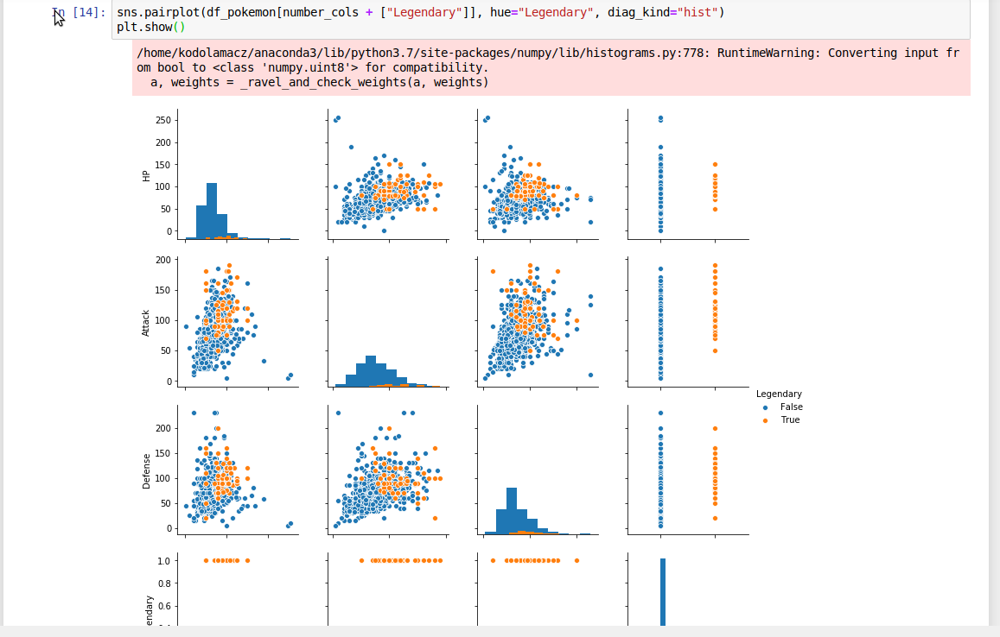 In [14]: sns.pairplot(df_pokemon[number_cols + ["Legendary"]], hue="Legendary", diag_kind="hist")
plt.show()
/home/kodolamacz/anaconda3/lib/python3.7/site-packages/numpy/lib/histograms.py:778: RuntimeWarning: Converting input fr
om bool to <class 'numpy.uint8'> for compatibility.
a, weights = _ravel_and_check_weights(a, weights)
250
200
150
100
50
0
HP
200
150
100
50
0
Attack
Legendary
False
True
200
150
100
50
0
Defense
1.0
0.8
0.6
endary